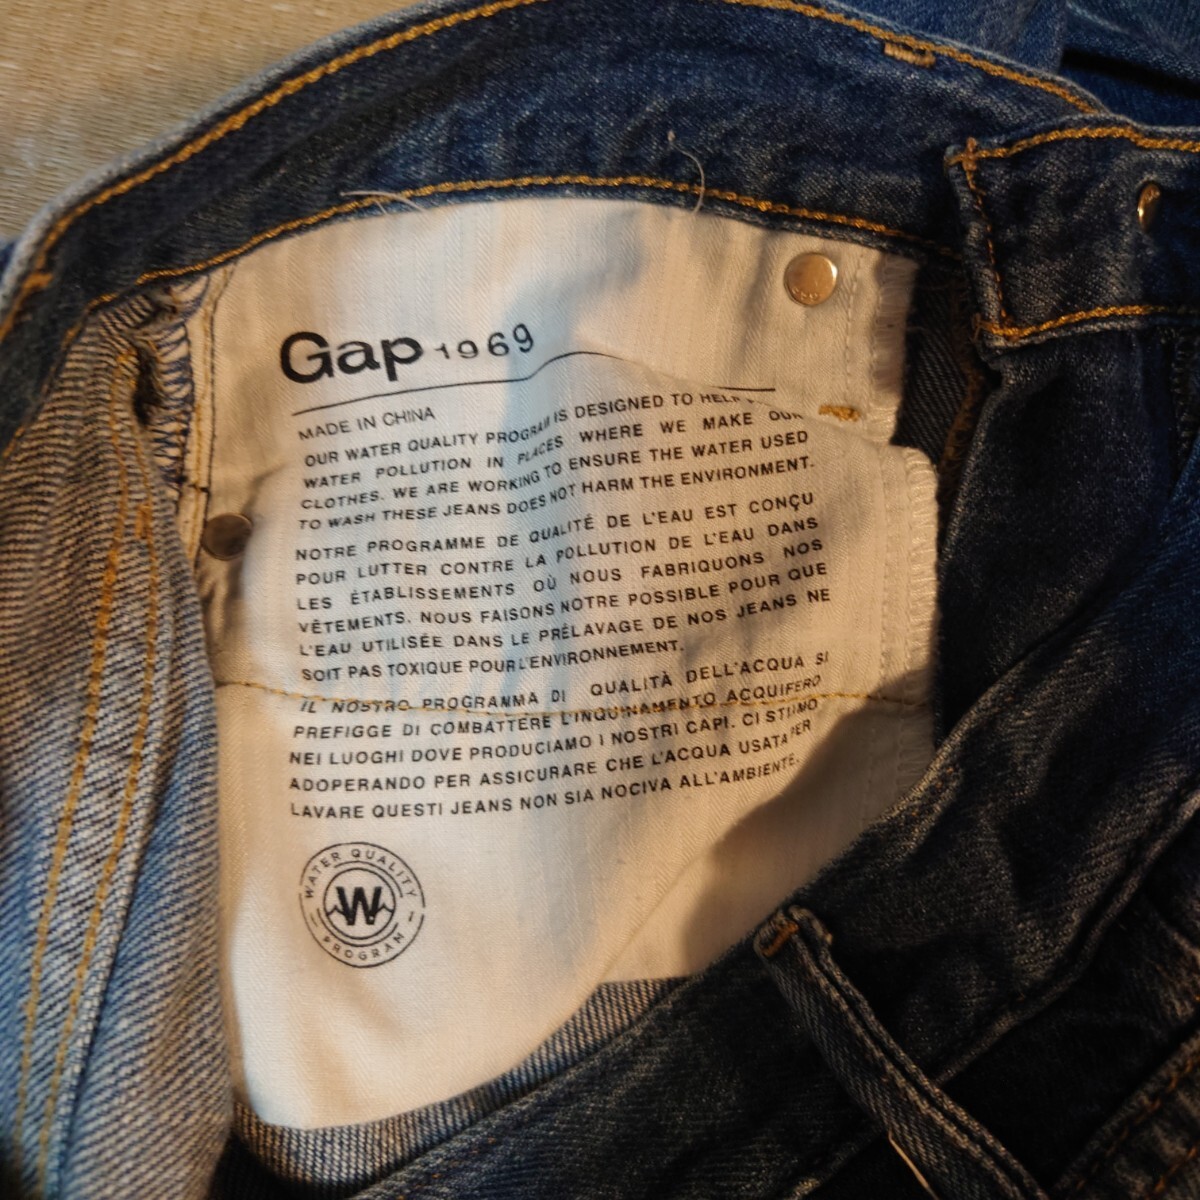 Gap 1969
MADE IN CHINA
OUR WATER QUALITY PROGRAM IS DESIGNED TO HELP
WATER POLLUTION IN PLACES WHERE WE MAKE OUR
CLOTHES. WE ARE WORKING TO ENSURE THE WATER USED
TO WASH THESE JEANS DOES NOT HARM THE ENVIRONMENT.
NOTRE PROGRAMME DE QUALITÉ DE L'EAU EST CONÇU
POUR LUTTER CONTRE LA POLLUTION DE L'EAU DANS
LES ÉTABLISSEMENTS OÙ NOUS FABRIQUONS NOS
VÊTEMENTS. NOUS FAISONS NOTRE POSSIBLE POUR QUE
L'EAU UTILISÉE DANS LE PRÉLAVAGE DE NOS JEANS NE
SOIT PAS TOXIQUE POUR L'ENVIRONNEMENT.
IL NOSTRO PROGRAMMA DI QUALITÀ DELL'ACQUA SI
PREFIGGE DI COMBATTERE L'INQUINAMENTO ACQUIFERO
NEI LUOGHI DOVE PRODUCIAMO I NOSTRI CAPI. CI STIAMO
ADOPERANDO PER ASSICURARE CHE L'ACQUA USATA PER
LAVARE QUESTI JEANS NON SIA NOCIVA ALL'AMBIENTE.
WATER QUALITY
W
PROGRAM